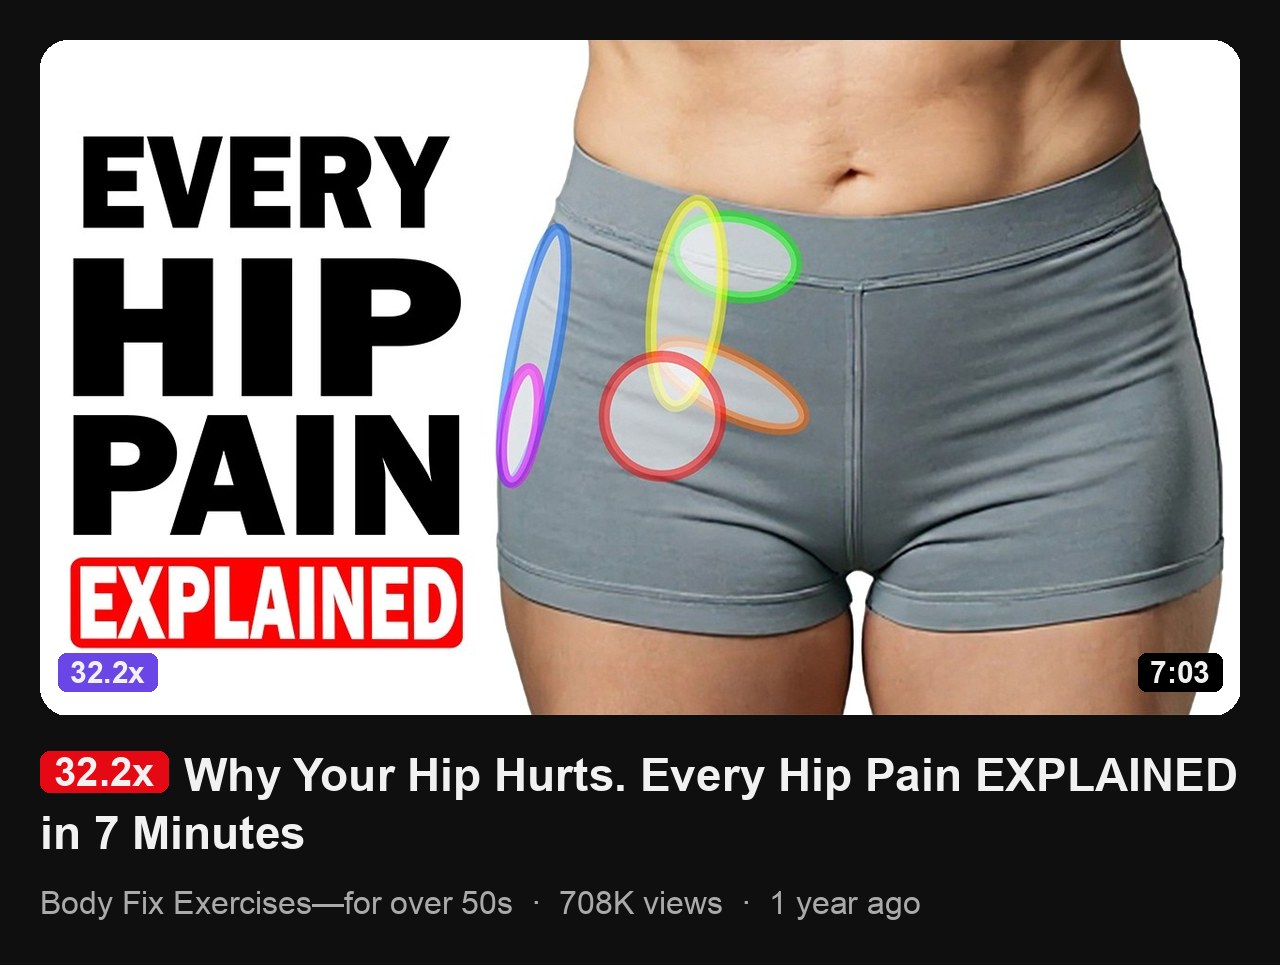 EVERY
HIP
PAIN
EXPLAINED
32.2x
7:03
32.2x Why Your Hip Hurts. Every Hip Pain EXPLAINED
in 7 Minutes
Body Fix Exercises—for over 50s · 708K views · 1 year ago